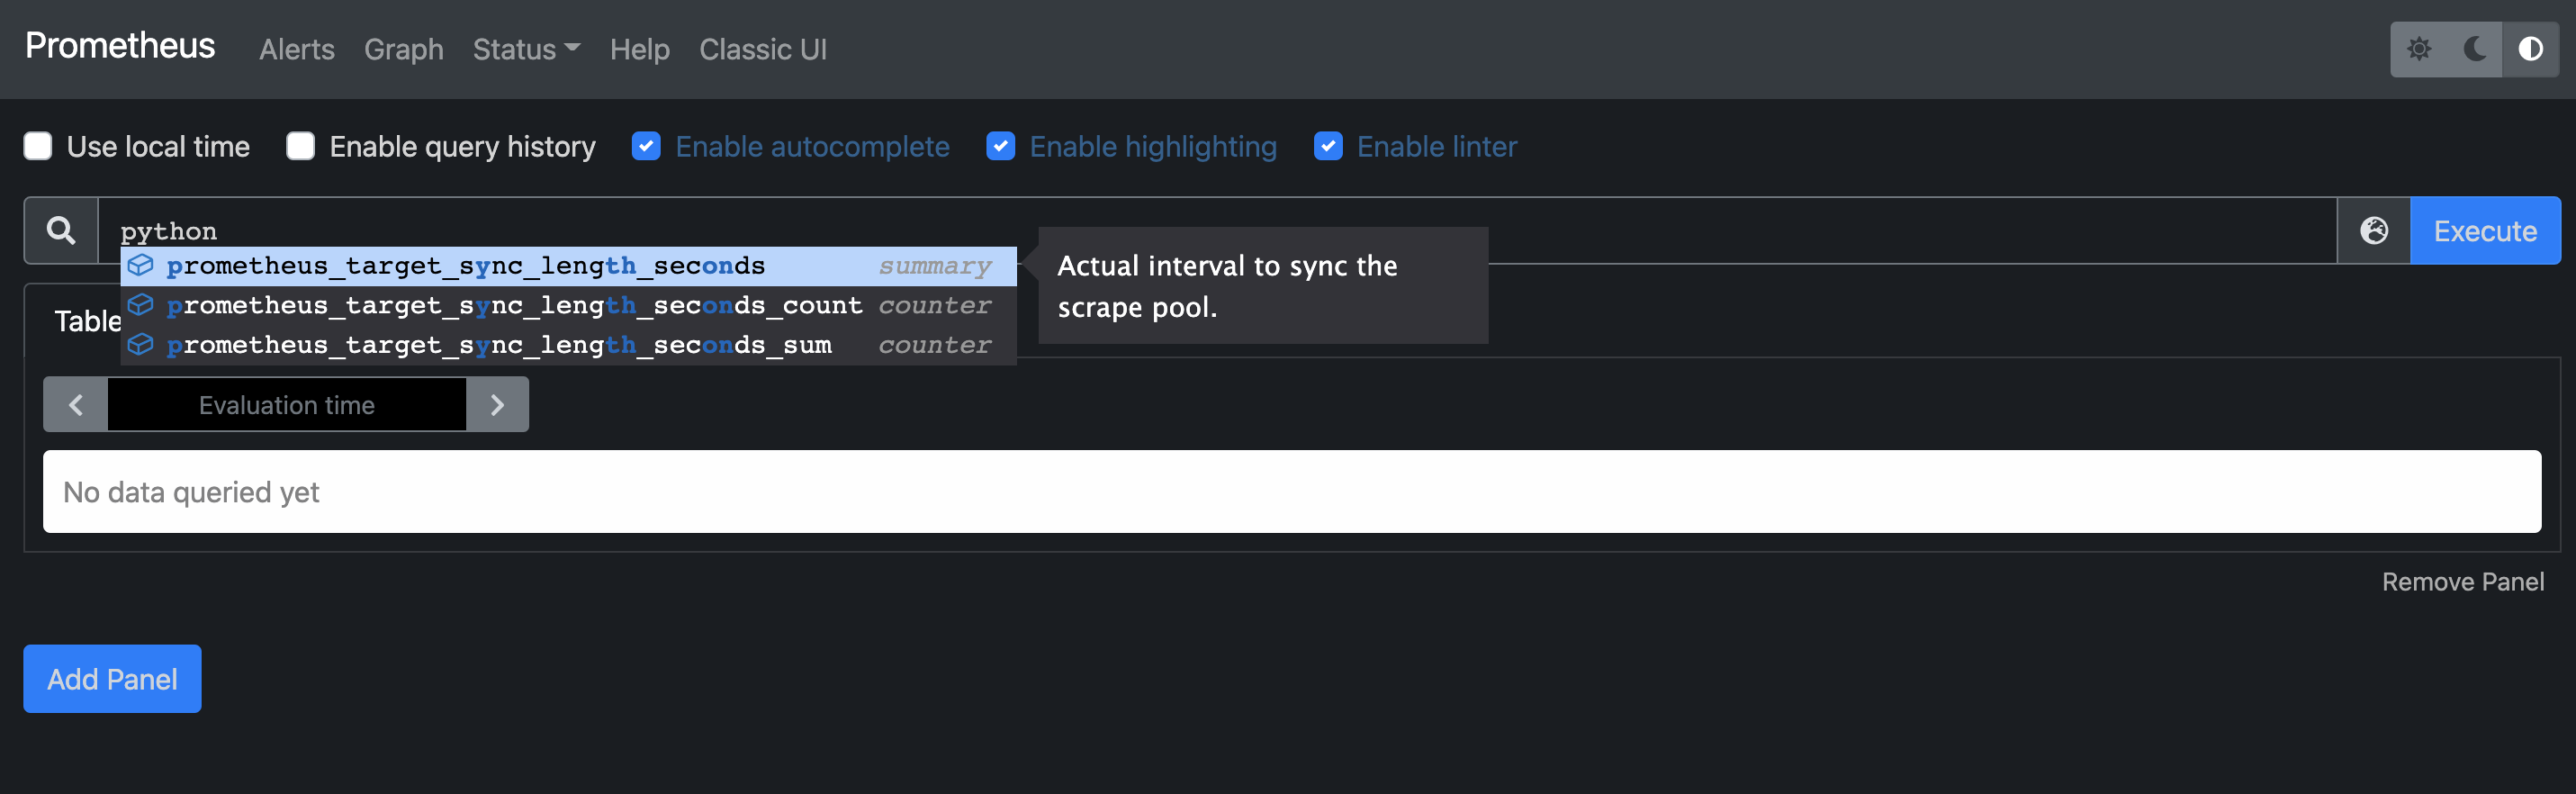 Prometheus Alerts Graph Status Help Classic UI
Use local time Enable query history Enable autocomplete Enable highlighting Enable linter
python
Execute
prometheus_target_sync_length_seconds summary
prometheus_target_sync_length_seconds_count counter
prometheus_target_sync_length_seconds_sum counter
Actual interval to sync the
scrape pool.
Table
Evaluation time
No data queried yet
Remove Panel
Add Panel